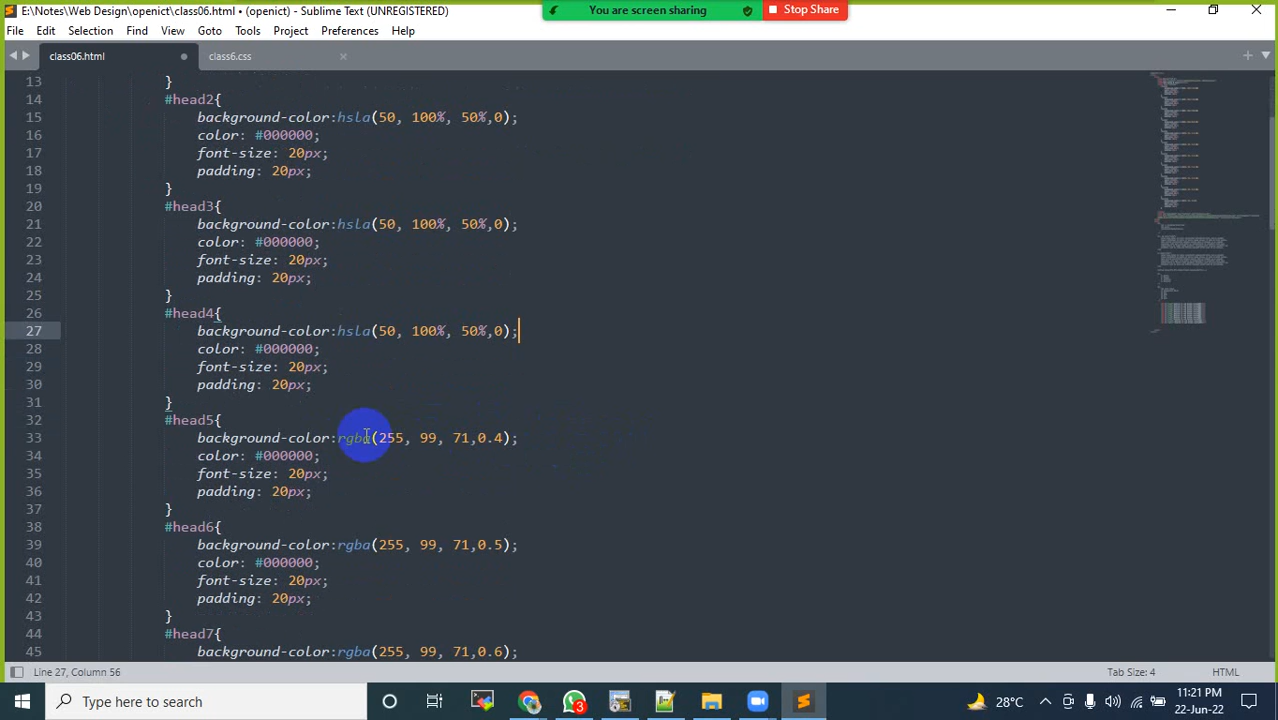 E:\Notes\Web Design\openict\class06.html • (openict) - Sublime Text (UNREGISTERED)
You are screen sharing
Stop Share
File Edit Selection Find View Goto Tools Project Preferences Help
class06.html class6.css
13 }
14 #head2{
15 background-color:hsla(50, 100%, 50%,0);
16 color: #000000;
17 font-size: 20px;
18 padding: 20px;
19 }
20 #head3{
21 background-color:hsla(50, 100%, 50%,0);
22 color: #000000;
23 font-size: 20px;
24 padding: 20px;
25 }
26 #head4{
27 background-color:hsla(50, 100%, 50%,0);
28 color: #000000;
29 font-size: 20px;
30 padding: 20px;
31 }
32 #head5{
33 background-color:rgba(255, 99, 71,0.4);
34 color: #000000;
35 font-size: 20px;
36 padding: 20px;
37 }
38 #head6{
39 background-color:rgba(255, 99, 71,0.5);
40 color: #000000;
41 font-size: 20px;
42 padding: 20px;
43 }
44 #head7{
45 background-color:rgba(255, 99, 71,0.6);
Line 27, Column 56
Tab Size: 4 HTML
Type here to search
3
28°C
11:21 PM
22-Jun-22